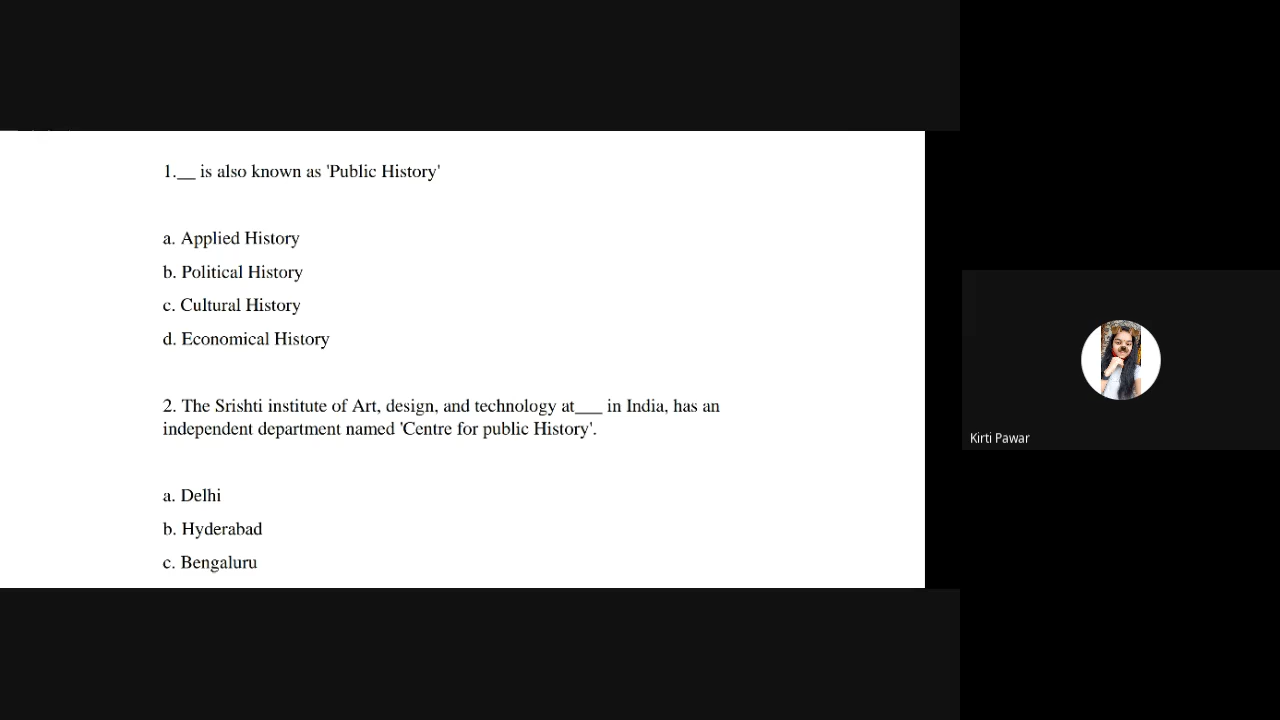 1.__ is also known as 'Public History'
a. Applied History
b. Political History
c. Cultural History
d. Economical History
2. The Srishti institute of Art, design, and technology at___ in India, has an
independent department named 'Centre for public History'.
a. Delhi
b. Hyderabad
c. Bengaluru
Kirti Pawar